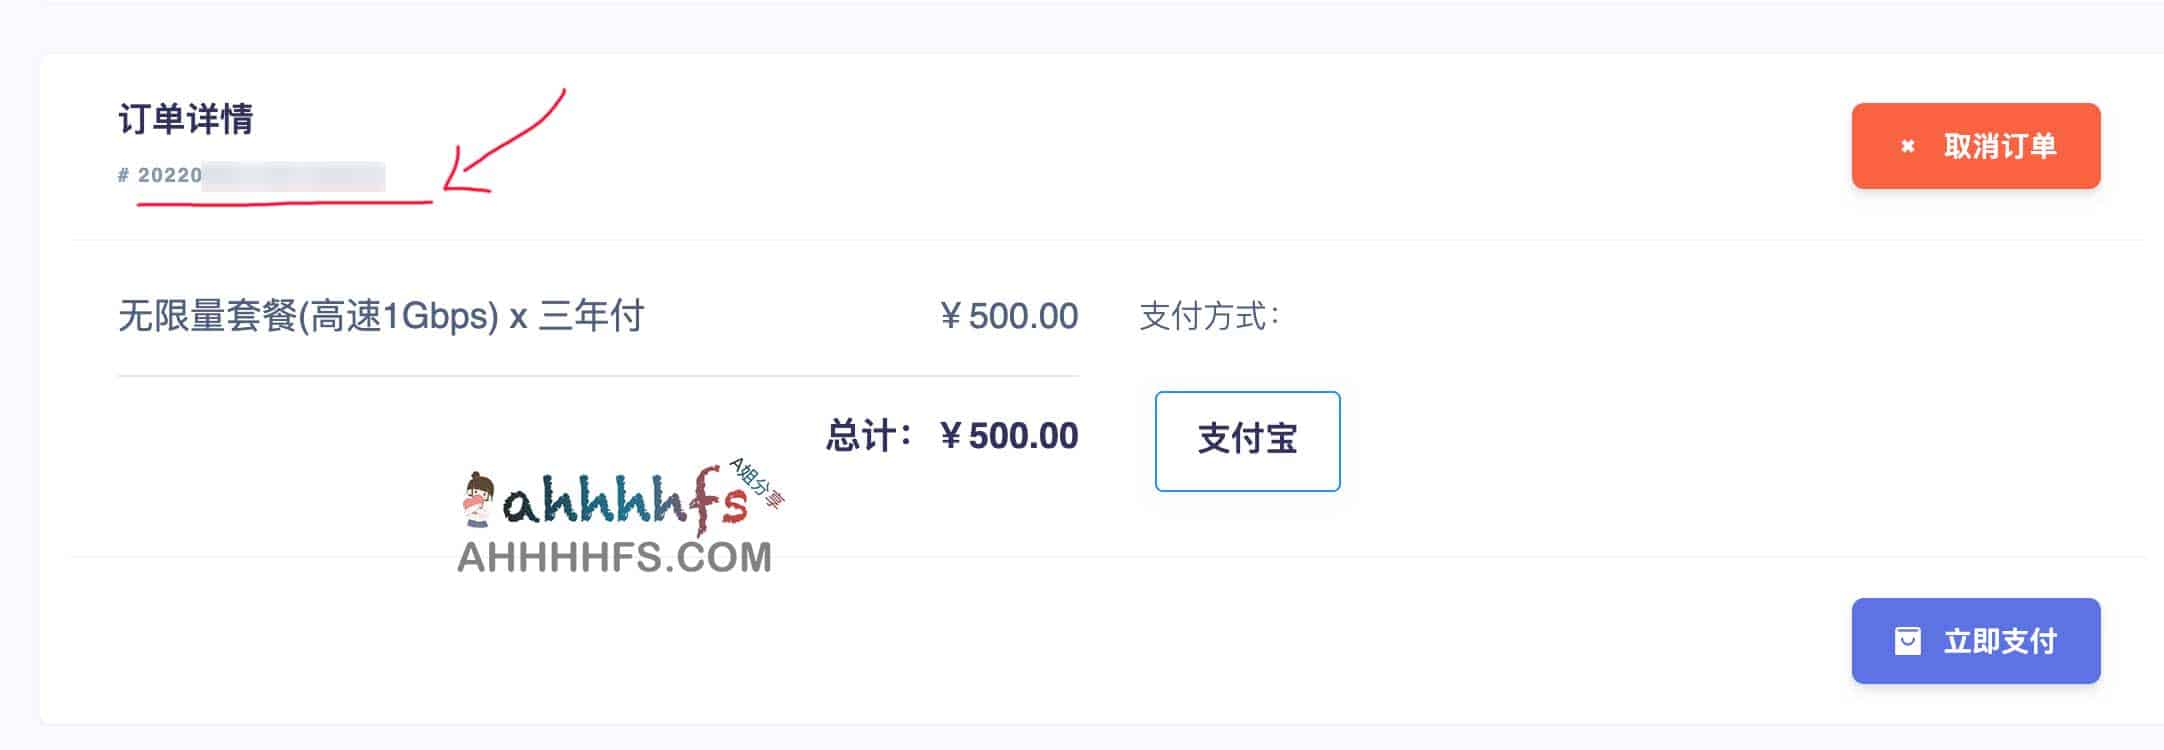 订单详情
✖ 取消订单
# 20220
无限量套餐(高速1Gbps) x 三年付 ¥500.00
支付方式:
总计: ¥500.00
支付宝
ahhhhfs A姐分享
AHHHHFS.COM
立即支付